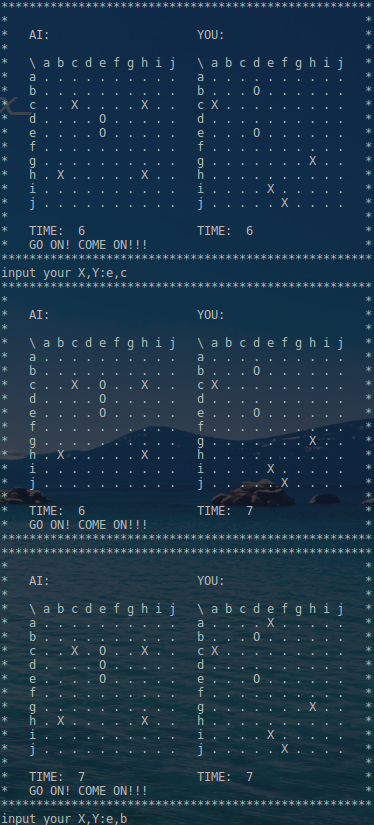 *****************************************************
*                                                   *
*   AI:                     YOU:                    *
*                                                   *
*   \ a b c d e f g h i j   \ a b c d e f g h i j   *
*   a . . . . . . . . . .   a . . . . . . . . . .   *
*   b . . . . . . . . . .   b . . . O . . . . . .   *
*   c . . X . . . . X . .   c X . . . . . . . . .   *
*   d . . . . O . . . . .   d . . . . . . . . . .   *
*   e . . . . O . . . . .   e . . . O . . . . . .   *
*   f . . . . . . . . . .   f . . . . . . . . . .   *
*   g . . . . . . . . . .   g . . . . . . . X . .   *
*   h . X . . . . . X . .   h . . . . . . . . . .   *
*   i . . . . . . . . . .   i . . . . X . . . . .   *
*   j . . . . . . . . . .   j . . . . . X . . . .   *
*                                                   *
*   TIME:  6                TIME:  6                *
*   GO ON! COME ON!!!                               *
*****************************************************
input your X,Y:e,c
*****************************************************
*                                                   *
*   AI:                     YOU:                    *
*                                                   *
*   \ a b c d e f g h i j   \ a b c d e f g h i j   *
*   a . . . . . . . . . .   a . . . . . . . . . .   *
*   b . . . . . . . . . .   b . . . O . . . . . .   *
*   c . . X . O . . X . .   c X . . . . . . . . .   *
*   d . . . . O . . . . .   d . . . . . . . . . .   *
*   e . . . . O . . . . .   e . . . O . . . . . .   *
*   f . . . . . . . . . .   f . . . . . . . . . .   *
*   g . . . . . . . . . .   g . . . . . . . X . .   *
*   h . X . . . . . X . .   h . . . . . . . . . .   *
*   i . . . . . . . . . .   i . . . . X . . . . .   *
*   j . . . . . . . . . .   j . . . . . X . . . .   *
*                                                   *
*   TIME:  6                TIME:  7                *
*   GO ON! COME ON!!!                               *
*****************************************************
*****************************************************
*                                                   *
*   AI:                     YOU:                    *
*                                                   *
*   \ a b c d e f g h i j   \ a b c d e f g h i j   *
*   a . . . . . . . . . .   a . . . . X . . . . .   *
*   b . . . . . . . . . .   b . . . O . . . . . .   *
*   c . . X . O . . X . .   c X . . . . . . . . .   *
*   d . . . . O . . . . .   d . . . . . . . . . .   *
*   e . . . . O . . . . .   e . . . O . . . . . .   *
*   f . . . . . . . . . .   f . . . . . . . . . .   *
*   g . . . . . . . . . .   g . . . . . . . X . .   *
*   h . X . . . . . X . .   h . . . . . . . . . .   *
*   i . . . . . . . . . .   i . . . . X . . . . .   *
*   j . . . . . . . . . .   j . . . . . X . . . .   *
*                                                   *
*   TIME:  7                TIME:  7                *
*   GO ON! COME ON!!!                               *
*****************************************************
input your X,Y:e,b